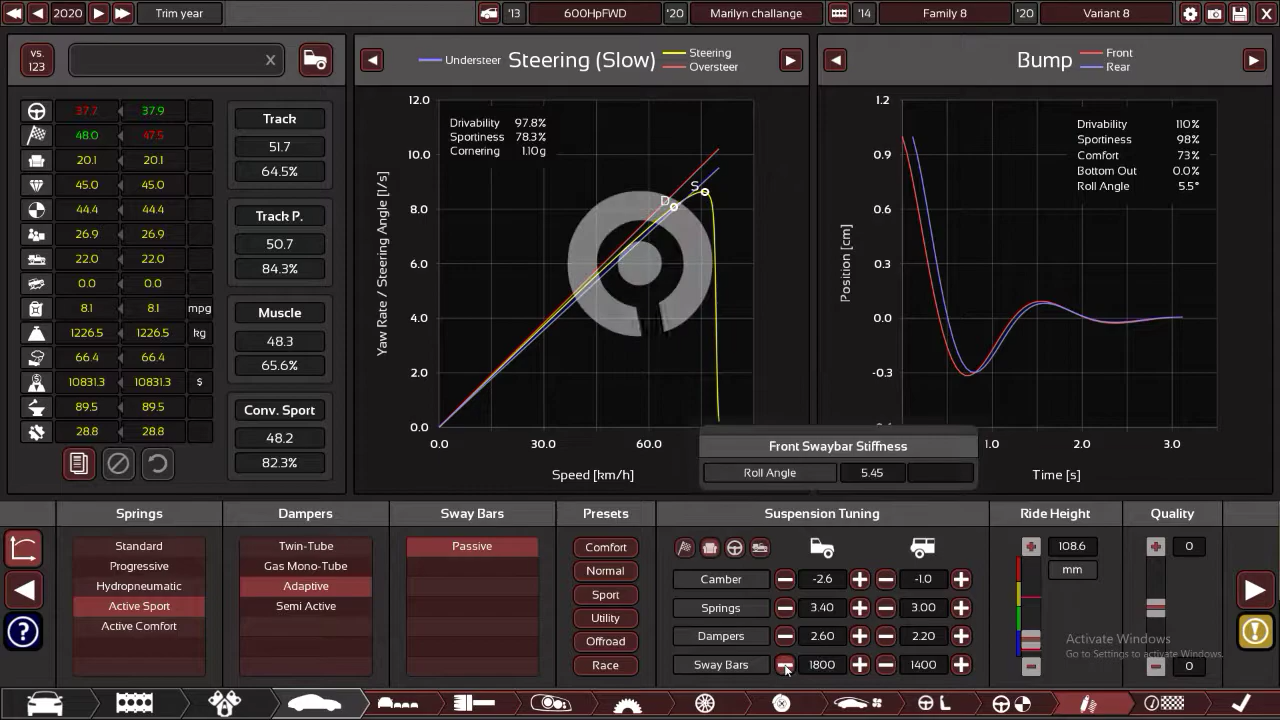 2020
Trim year
'13
600HpFWD
'20
Marilyn challange
'14
Family 8
'20
Variant 8
vs.
123
X
37.7 37.9
48.0 47.5
20.1 20.1
45.0 45.0
44.4 44.4
26.9 26.9
22.0 22.0
0.0 0.0
8.1 8.1 mpg
1226.5 1226.5 kg
66.4 66.4
10831.3 10831.3 $
89.5 89.5
28.8 28.8
Track
51.7
64.5%
Track P.
50.7
84.3%
Muscle
48.3
65.6%
Conv. Sport
48.2
82.3%
Understeer
Steering (Slow)
Steering
Oversteer
12.0
10.0
8.0
6.0
4.0
2.0
0.0
Yaw Rate / Steering Angle [1/s]
Drivability 97.8%
Sportiness 78.3%
Cornering 1.10g
D
S
0.0 30.0 60.0
Speed [km/h]
Bump
Front
Rear
1.2
0.9
0.6
0.3
0.0
-0.3
Position [cm]
Drivability 110%
Sportiness 98%
Comfort 73%
Bottom Out 0.0%
Roll Angle 5.5°
1.0 2.0 3.0
Time [s]
Front Swaybar Stiffness
Roll Angle 5.45
Springs
Standard
Progressive
Hydropneumatic
Active Sport
Active Comfort
Dampers
Twin-Tube
Gas Mono-Tube
Adaptive
Semi Active
Sway Bars
Passive
Presets
Comfort
Normal
Sport
Utility
Offroad
Race
Suspension Tuning
Camber -2.6 -1.0
Springs 3.40 3.00
Dampers 2.60 2.20
Sway Bars 1800 1400
Ride Height
108.6
mm
Quality
0
0
Activate Windows
Go to Settings to activate Windows.
?